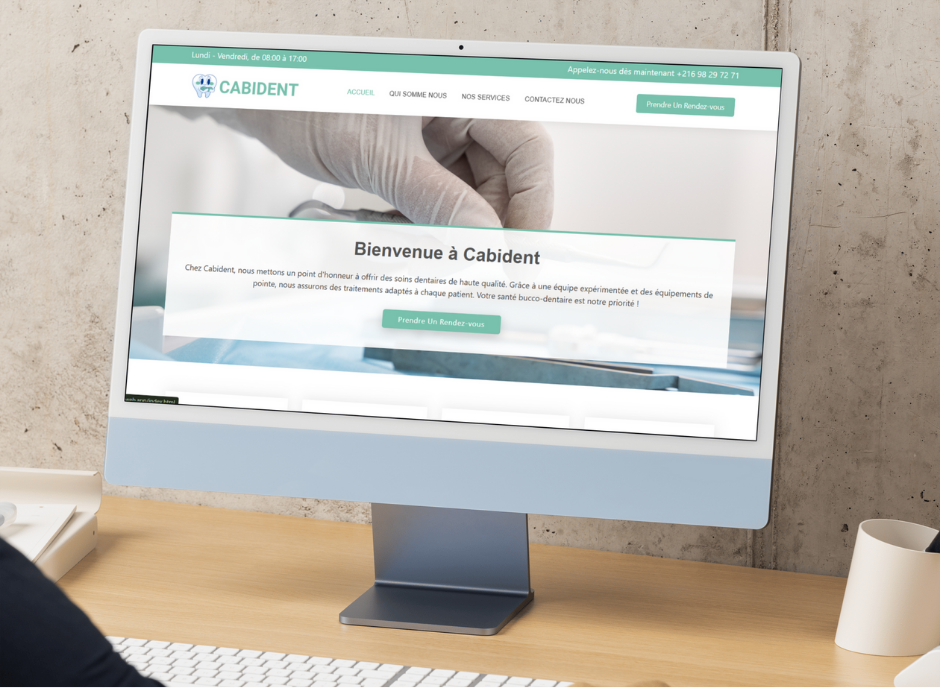 Lundi - Vendredi, de 08:00 à 17:00
Appelez-nous dès maintenant +216 98 29 72 71
CABIDENT
ACCUEIL
QUI SOMME NOUS
NOS SERVICES
CONTACTEZ NOUS
Prendre Un Rendez-vous
Bienvenue à Cabident
Chez Cabident, nous mettons un point d'honneur à offrir des soins dentaires de haute qualité. Grâce à une équipe expérimentée et des équipements de
pointe, nous assurons des traitements adaptés à chaque patient. Votre santé bucco-dentaire est notre priorité !
Prendre Un Rendez-vous